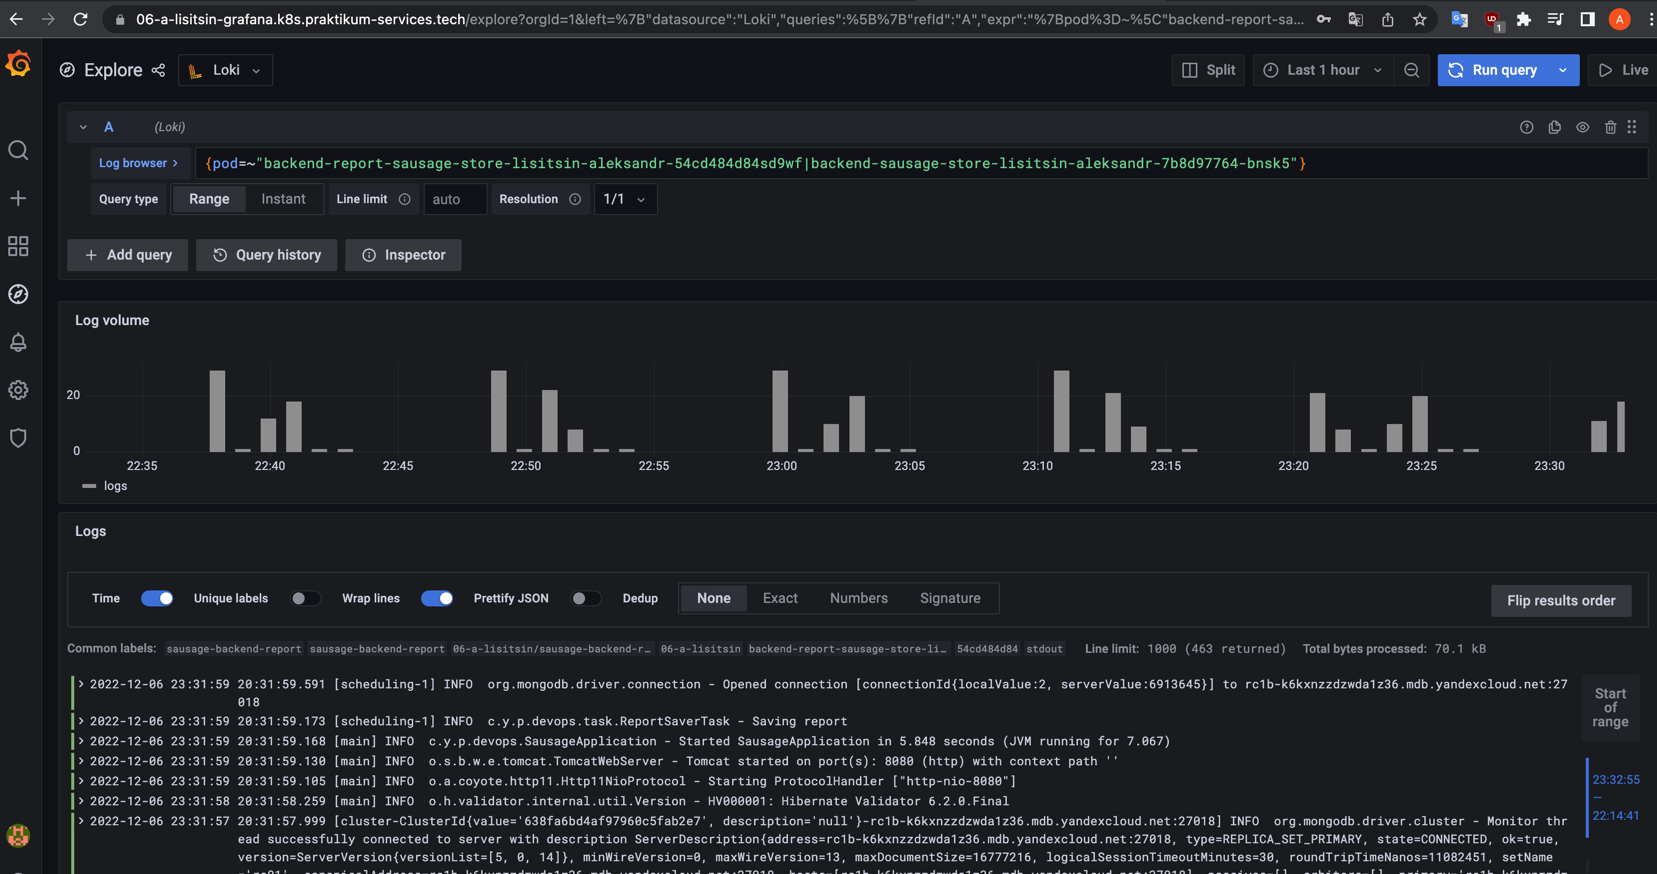 06-a-lisitsin-grafana.k8s.praktikum-services.tech/explore?orgId=1&left=%7B"datasource":"Loki","queries":%5B%7B"refId":"A","expr":"%7Bpod%3D~%5C"backend-report-sa...
1
A
Explore
Loki
Split
Last 1 hour
Run query
Live
A (Loki)
Log browser >
{pod=~"backend-report-sausage-store-lisitsin-aleksandr-54cd484d84sd9wf|backend-sausage-store-lisitsin-aleksandr-7b8d97764-bnsk5"}
Query type Range Instant Line limit auto Resolution 1/1
+ Add query Query history Inspector
Log volume
20
0
22:35 22:40 22:45 22:50 22:55 23:00 23:05 23:10 23:15 23:20 23:25 23:30
logs
Logs
Time Unique labels Wrap lines Prettify JSON Dedup None Exact Numbers Signature Flip results order
Common labels: sausage-backend-report sausage-backend-report 06-a-lisitsin/sausage-backend-r… 06-a-lisitsin backend-report-sausage-store-li… 54cd484d84 stdout Line limit: 1000 (463 returned) Total bytes processed: 70.1 kB
> 2022-12-06 23:31:59 20:31:59.591 [scheduling-1] INFO org.mongodb.driver.connection - Opened connection [connectionId{localValue:2, serverValue:6913645}] to rc1b-k6kxnzzdzwda1z36.mdb.yandexcloud.net:27
018
> 2022-12-06 23:31:59 20:31:59.173 [scheduling-1] INFO c.y.p.devops.task.ReportSaverTask - Saving report
> 2022-12-06 23:31:59 20:31:59.168 [main] INFO c.y.p.devops.SausageApplication - Started SausageApplication in 5.848 seconds (JVM running for 7.067)
> 2022-12-06 23:31:59 20:31:59.130 [main] INFO o.s.b.w.e.tomcat.TomcatWebServer - Tomcat started on port(s): 8080 (http) with context path ''
> 2022-12-06 23:31:59 20:31:59.105 [main] INFO o.a.coyote.http11.Http11NioProtocol - Starting ProtocolHandler ["http-nio-8080"]
> 2022-12-06 23:31:58 20:31:58.259 [main] INFO o.h.validator.internal.util.Version - HV000001: Hibernate Validator 6.2.0.Final
> 2022-12-06 23:31:57 20:31:57.999 [cluster-ClusterId{value='638fa6bd4af97960c5fab2e7', description='null'}-rc1b-k6kxnzzdzwda1z36.mdb.yandexcloud.net:27018] INFO org.mongodb.driver.cluster - Monitor thr
ead successfully connected to server with description ServerDescription{address=rc1b-k6kxnzzdzwda1z36.mdb.yandexcloud.net:27018, type=REPLICA_SET_PRIMARY, state=CONNECTED, ok=true,
version=ServerVersion{versionList=[5, 0, 14]}, minWireVersion=0, maxWireVersion=13, maxDocumentSize=16777216, logicalSessionTimeoutMinutes=30, roundTripTimeNanos=11082451, setName
Start
of
range
23:32:55
—
22:14:41